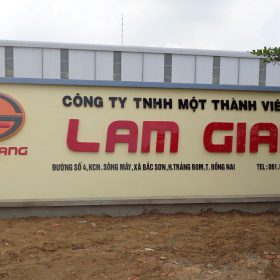 CÔNG TY TNHH MỘT THÀNH VIÊ
LAM GIA
ANG
ĐƯỜNG SỐ 4, KCN. SÔNG MÂY, XÃ BẮC SƠN, H.TRẢNG BOM, T. ĐỒNG NAI TEL: 061.